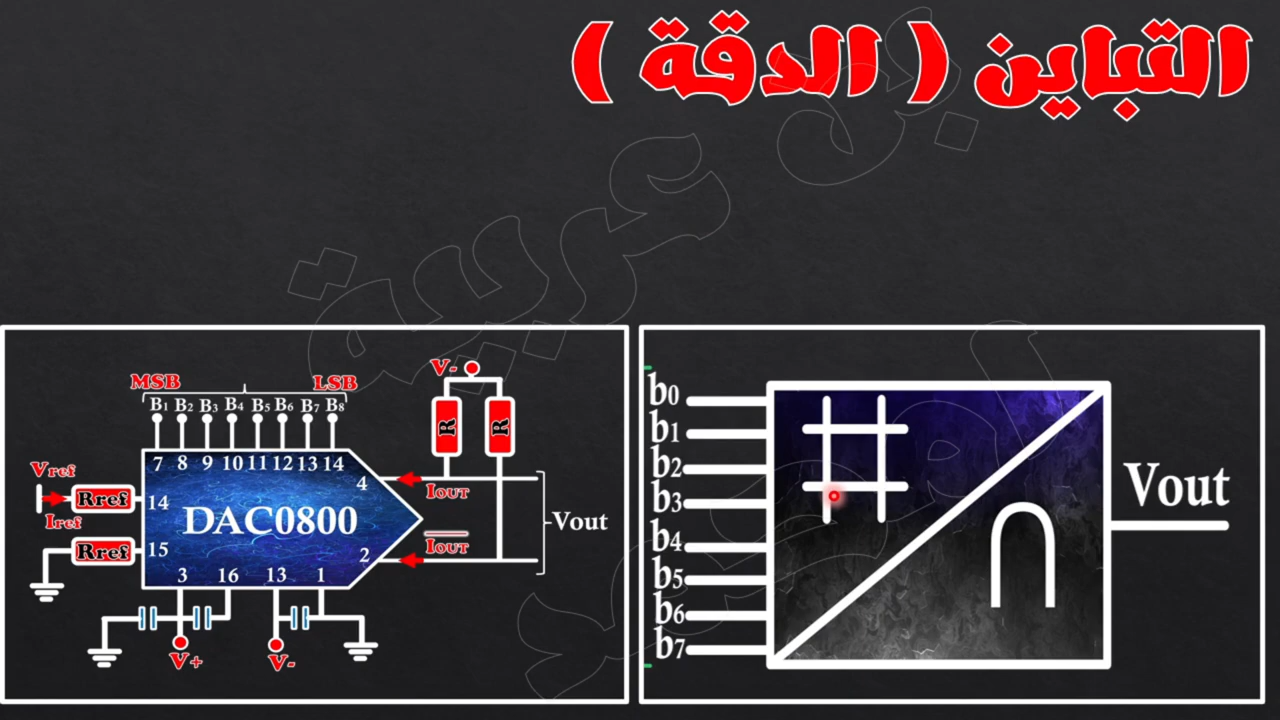 التباين ( الدقة )
MSB LSB
B1 B2 B3 B4 B5 B6 B7 B8
7 8 9 10 11 12 13 14
Vref
Rref
14
Iref
Rref
15
DAC0800
4
2
3 16 13 1
V+
V-
V-
R R
IOUT
IOUT
Vout
b0
b1
b2
b3
b4
b5
b6
b7
Vout